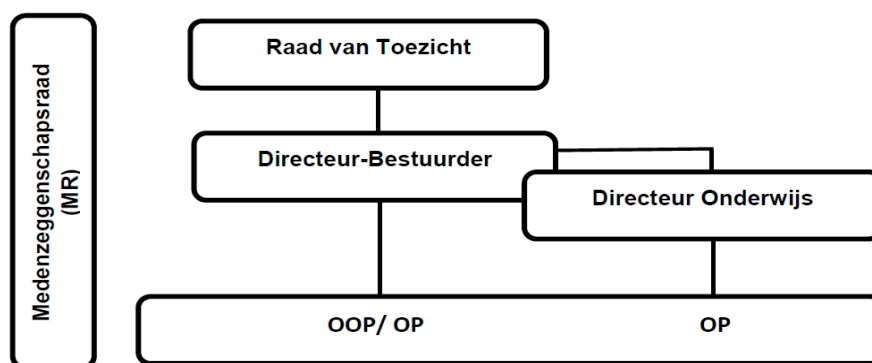 Medenzeggenschapsraad
(MR)
Raad van Toezicht
Directeur-Bestuurder
Directeur Onderwijs
OOP/ OP
OP